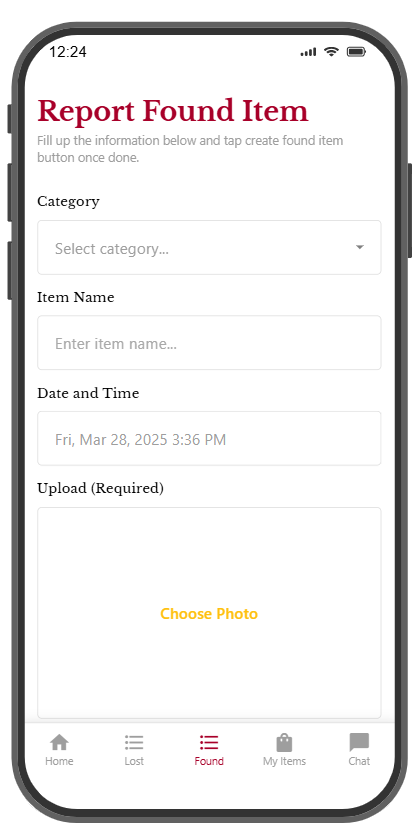 12:24
Report Found Item
Fill up the information below and tap create found item
button once done.
Category
Select category...
Item Name
Enter item name...
Date and Time
Fri, Mar 28, 2025 3:36 PM
Upload (Required)
Choose Photo
Home Lost Found My Items Chat